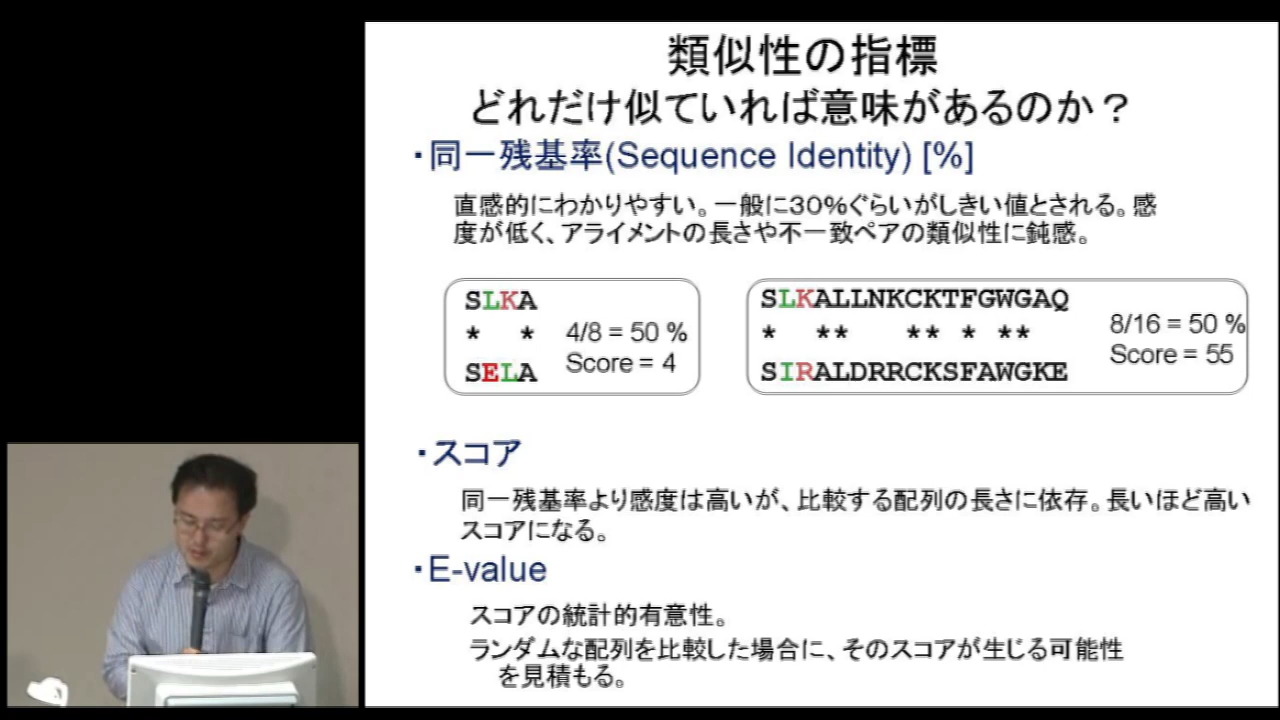 類似性の指標
どれだけ似ていれば意味があるのか？
・同一残基率(Sequence Identity) [%]
直感的にわかりやすい。一般に30%ぐらいがしきい値とされる。感
度が低く、アライメントの長さや不一致ペアの類似性に鈍感。
SLKA
* *
SELA
4/8 = 50 %
Score = 4
SLKALLNKCKTFGWGAQ
* ** ** * **
SIRALDRRCKSFAWGKE
8/16 = 50 %
Score = 55
・スコア
同一残基率より感度は高いが、比較する配列の長さに依存。長いほど高い
スコアになる。
・E-value
スコアの統計的有意性。
ランダムな配列を比較した場合に、そのスコアが生じる可能性
を見積もる。